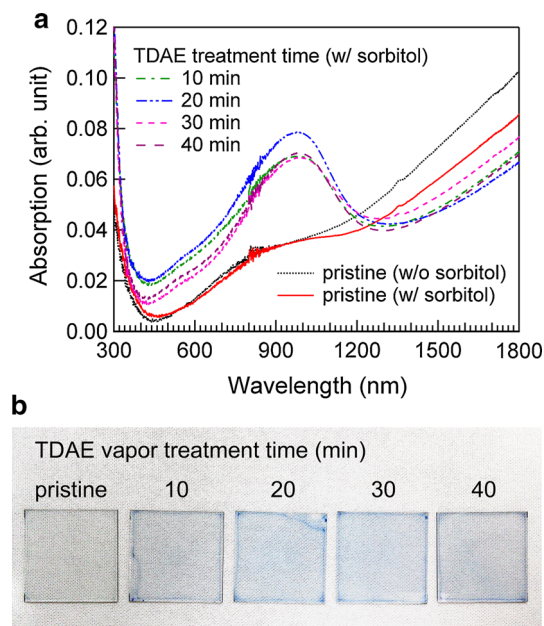 a
0.12
0.10
0.08
0.06
0.04
0.02
0.00
Absorption (arb. unit)
TDAE treatment time (w/ sorbitol)
10 min
20 min
30 min
40 min
pristine (w/o sorbitol)
pristine (w/ sorbitol)
300 600 900 1200 1500 1800
Wavelength (nm)
b
TDAE vapor treatment time (min)
pristine 10 20 30 40